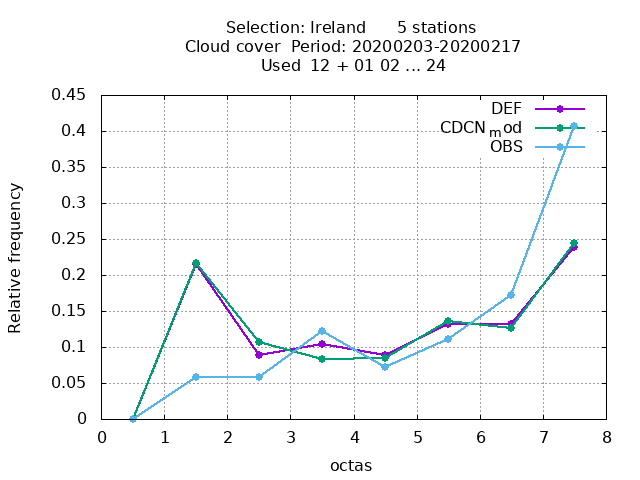 Selection: Ireland      5 stations
Cloud cover  Period: 20200203-20200217
Used  12 + 01 02 ... 24
0.45
0.4
0.35
0.3
0.25
0.2
0.15
0.1
0.05
0
DEF
CDCNmod
OBS
Relative frequency
0 1 2 3 4 5 6 7 8
octas